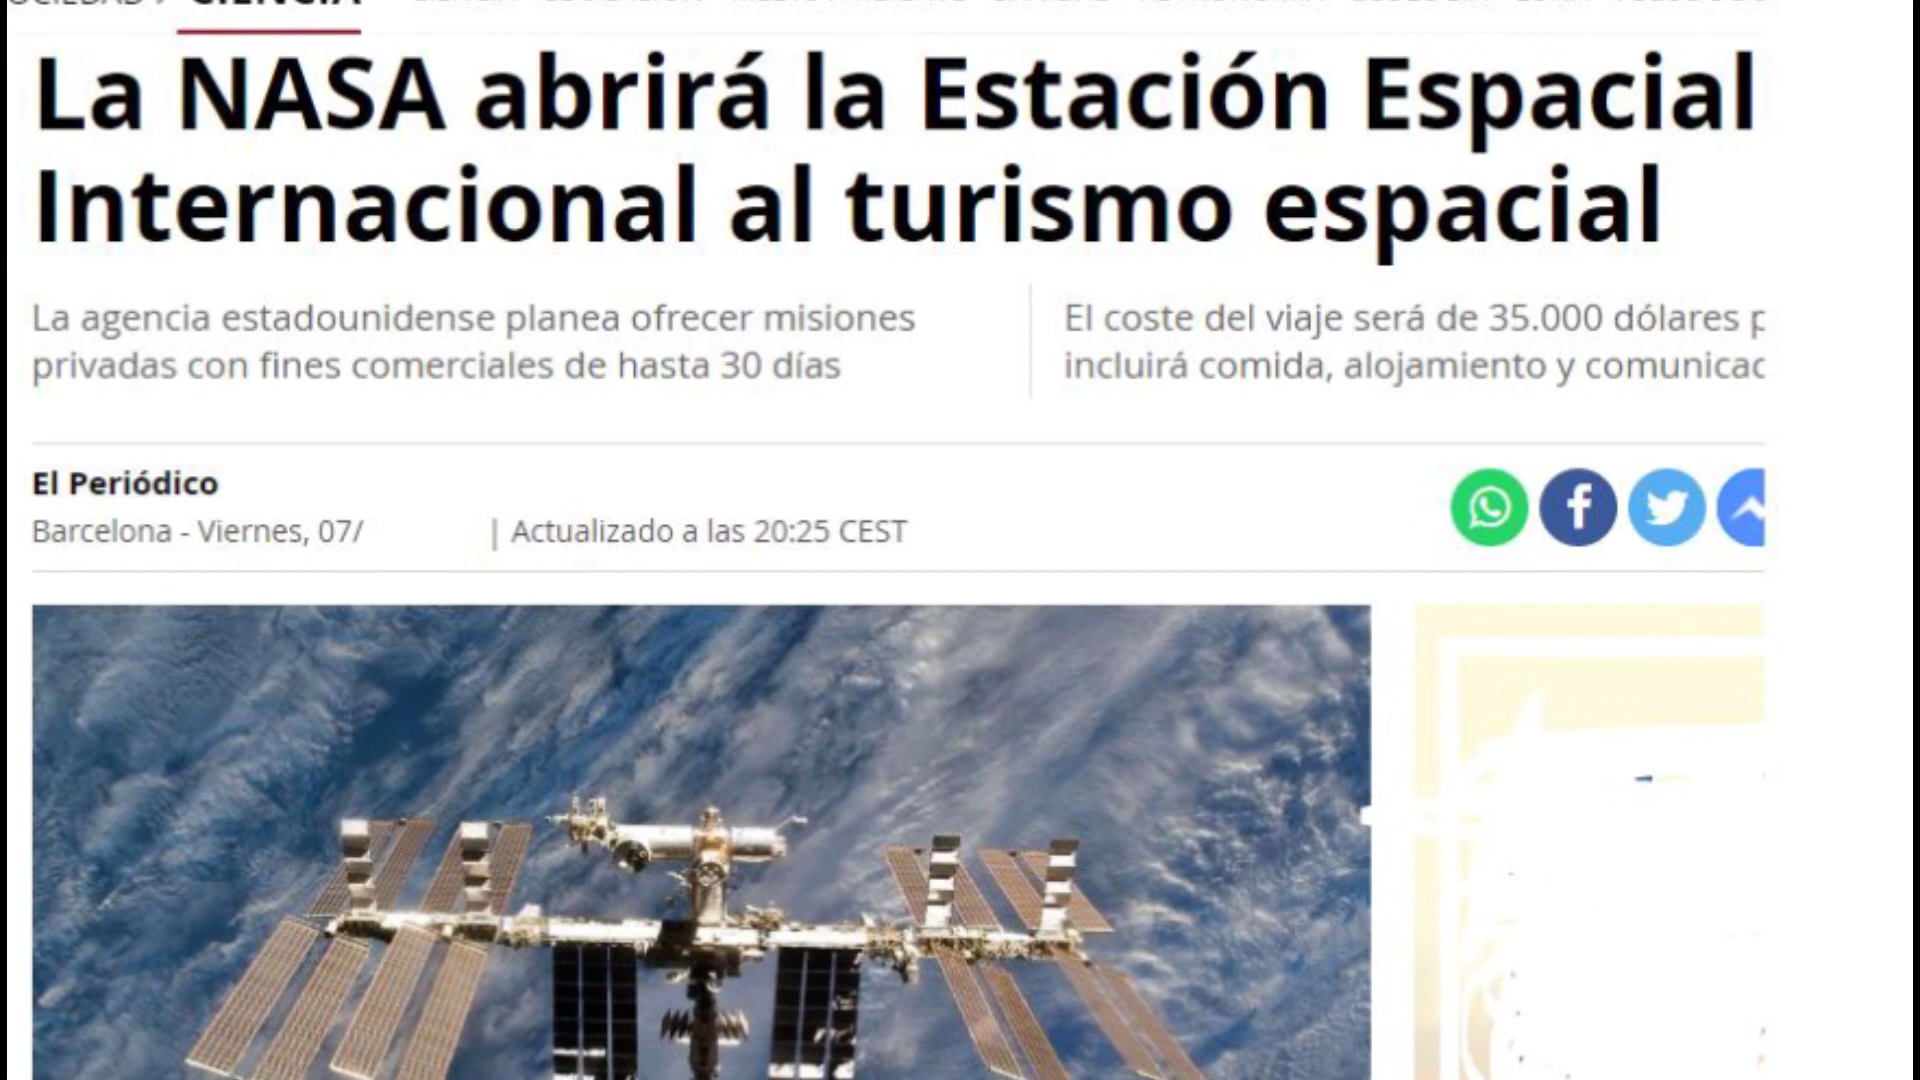 CIENCIA
La NASA abrirá la Estación Espacial
Internacional al turismo espacial
La agencia estadounidense planea ofrecer misiones
privadas con fines comerciales de hasta 30 días
El coste del viaje será de 35.000 dólares
incluirá comida, alojamiento y
El Periódico
Barcelona - Viernes, 07/ | Actualizado a las 20:25 CEST